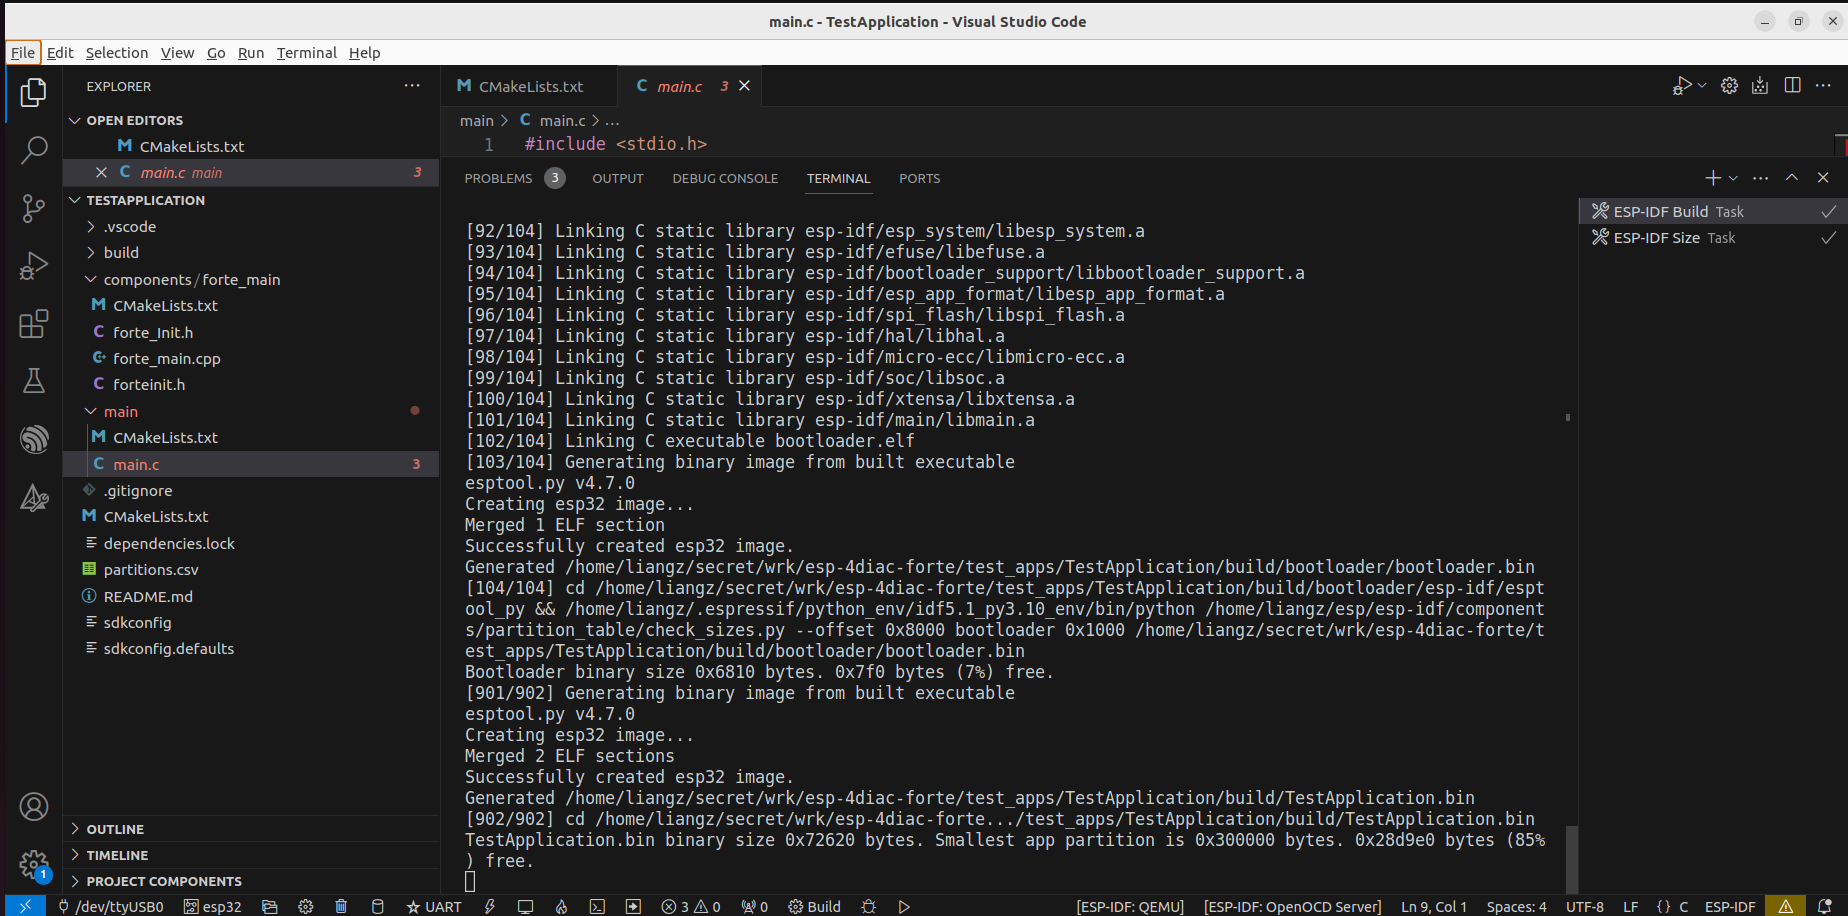 main.c - TestApplication - Visual Studio Code
File Edit Selection View Go Run Terminal Help
EXPLORER
OPEN EDITORS
CMakeLists.txt
main.c main 3
TESTAPPLICATION
.vscode
build
components/forte_main
CMakeLists.txt
forte_Init.h
forte_main.cpp
forteinit.h
main
CMakeLists.txt
main.c 3
.gitignore
CMakeLists.txt
dependencies.lock
partitions.csv
README.md
sdkconfig
sdkconfig.defaults
OUTLINE
TIMELINE
PROJECT COMPONENTS
1
CMakeLists.txt main.c 3
main > C main.c > ...
1 #include <stdio.h>
PROBLEMS 3 OUTPUT DEBUG CONSOLE TERMINAL PORTS
[92/104] Linking C static library esp-idf/esp_system/libesp_system.a
[93/104] Linking C static library esp-idf/efuse/libefuse.a
[94/104] Linking C static library esp-idf/bootloader_support/libbootloader_support.a
[95/104] Linking C static library esp-idf/esp_app_format/libesp_app_format.a
[96/104] Linking C static library esp-idf/spi_flash/libspi_flash.a
[97/104] Linking C static library esp-idf/hal/libhal.a
[98/104] Linking C static library esp-idf/micro-ecc/libmicro-ecc.a
[99/104] Linking C static library esp-idf/soc/libsoc.a
[100/104] Linking C static library esp-idf/xtensa/libxtensa.a
[101/104] Linking C static library esp-idf/main/libmain.a
[102/104] Linking C executable bootloader.elf
[103/104] Generating binary image from built executable
esptool.py v4.7.0
Creating esp32 image...
Merged 1 ELF section
Successfully created esp32 image.
Generated /home/liangz/secret/wrk/esp-4diac-forte/test_apps/TestApplication/build/bootloader/bootloader.bin
[104/104] cd /home/liangz/secret/wrk/esp-4diac-forte/test_apps/TestApplication/build/bootloader/esp-idf/espt
ool_py && /home/liangz/.espressif/python_env/idf5.1_py3.10_env/bin/python /home/liangz/esp/esp-idf/component
s/partition_table/check_sizes.py --offset 0x8000 bootloader 0x1000 /home/liangz/secret/wrk/esp-4diac-forte/t
est_apps/TestApplication/build/bootloader/bootloader.bin
Bootloader binary size 0x6810 bytes. 0x7f0 bytes (7%) free.
[901/902] Generating binary image from built executable
esptool.py v4.7.0
Creating esp32 image...
Merged 2 ELF sections
Successfully created esp32 image.
Generated /home/liangz/secret/wrk/esp-4diac-forte/test_apps/TestApplication/build/TestApplication.bin
[902/902] cd /home/liangz/secret/wrk/esp-4diac-forte.../test_apps/TestApplication/build/TestApplication.bin
TestApplication.bin binary size 0x72620 bytes. Smallest app partition is 0x300000 bytes. 0x28d9e0 bytes (85%
) free.
ESP-IDF Build Task
ESP-IDF Size Task
/dev/ttyUSB0 esp32 UART 3 0 0 Build [ESP-IDF: QEMU] [ESP-IDF: OpenOCD Server] Ln 9, Col 1 Spaces: 4 UTF-8 LF {} C ESP-IDF